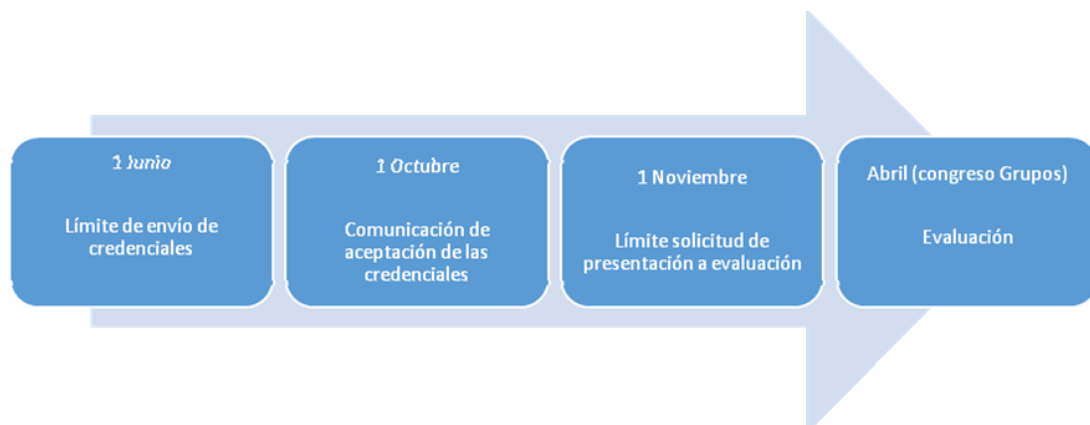 1 Junio
Límite de envío de
credenciales
1 Octubre
Comunicación de
aceptación de las
credenciales
1 Noviembre
Límite solicitud de
presentación a evaluación
Abril (congreso Grupos)
Evaluación